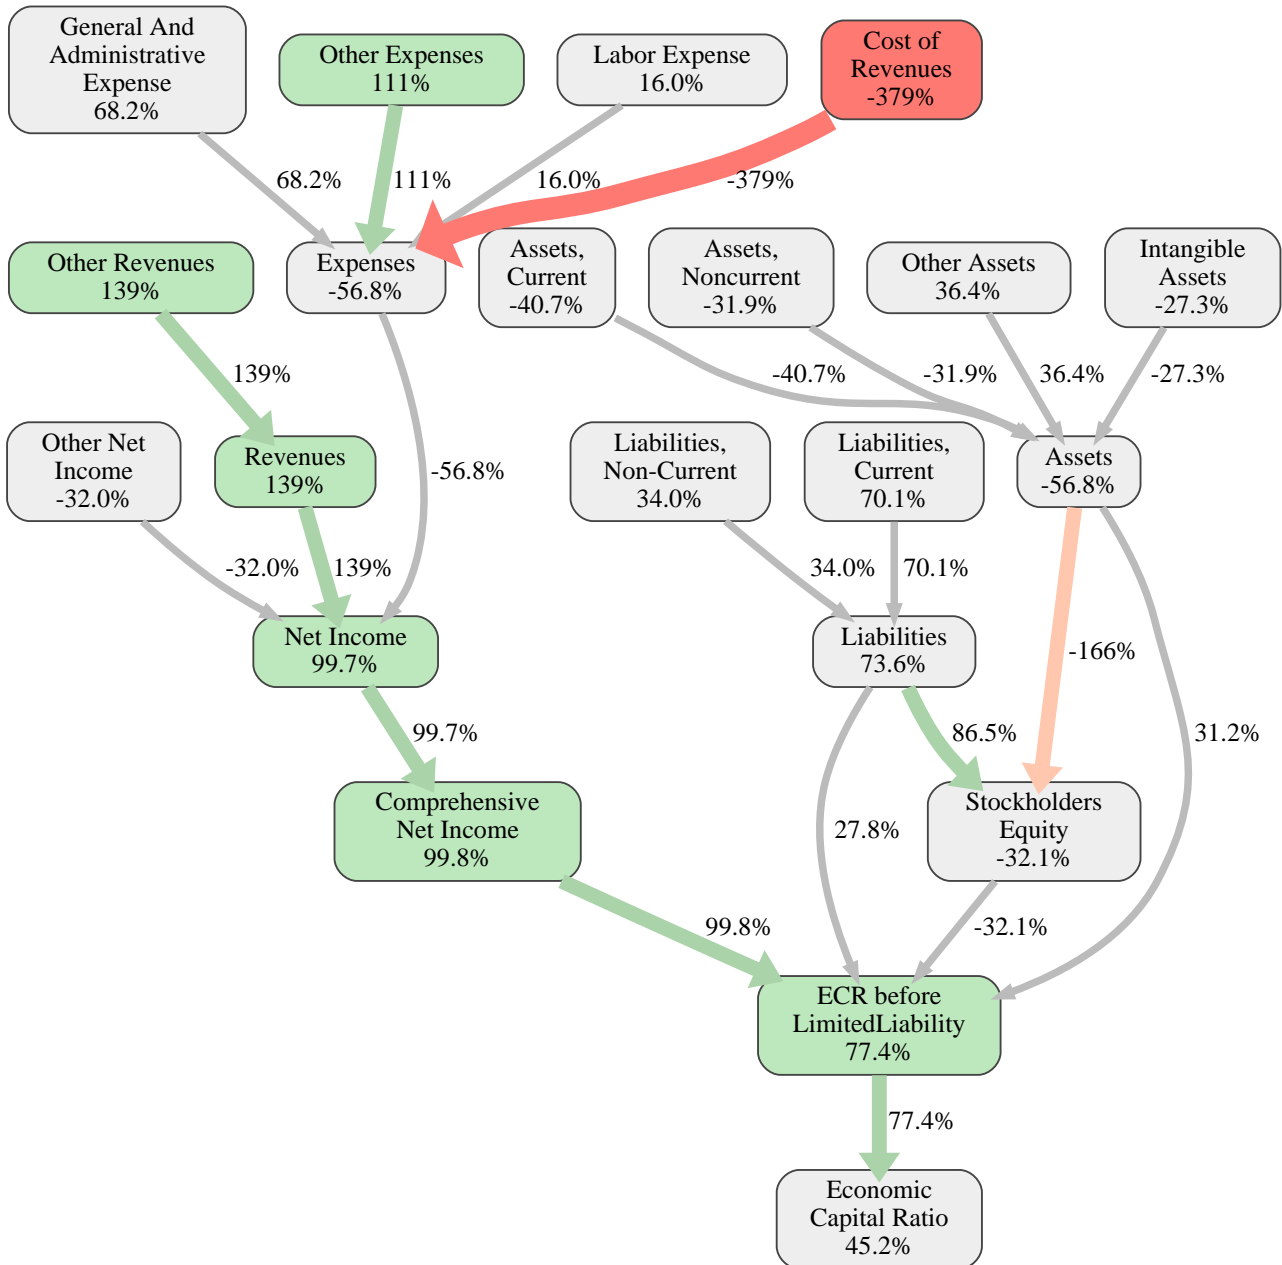 General And
Administrative
Expense
68.2%
Other Expenses
111%
Labor Expense
16.0%
Cost of
Revenues
-379%
68.2%
111%
16.0%
-379%
Other Revenues
139%
Expenses
-56.8%
Assets,
Current
-40.7%
Assets,
Noncurrent
-31.9%
Other Assets
36.4%
Intangible
Assets
-27.3%
139%
-40.7%
-31.9%
36.4%
-27.3%
Other Net
Income
-32.0%
Revenues
139%
-56.8%
Liabilities,
Non-Current
34.0%
Liabilities,
Current
70.1%
Assets
-56.8%
-32.0%
139%
34.0%
70.1%
Net Income
99.7%
Liabilities
73.6%
-166%
99.7%
86.5%
31.2%
Comprehensive
Net Income
99.8%
27.8%
Stockholders
Equity
-32.1%
99.8%
-32.1%
ECR before
LimitedLiability
77.4%
77.4%
Economic
Capital Ratio
45.2%